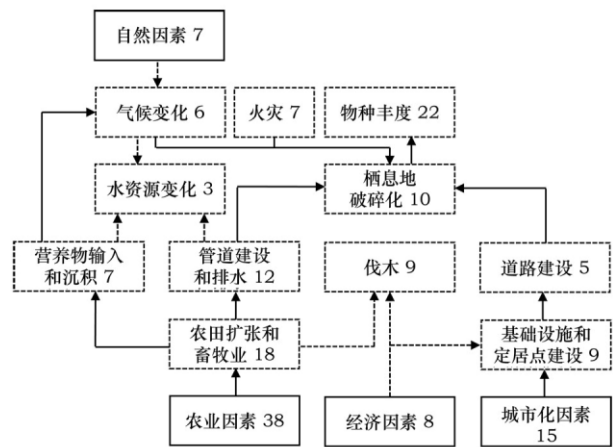 自然因素 7
气候变化 6
火灾 7
物种丰度 22
水资源变化 3
栖息地
破碎化 10
营养物输入
和沉积 7
管道建设
和排水 12
伐木 9
道路建设 5
农田扩张和
畜牧业 18
基础设施和
定居点建设 9
农业因素 38
经济因素 8
城市化因素
15